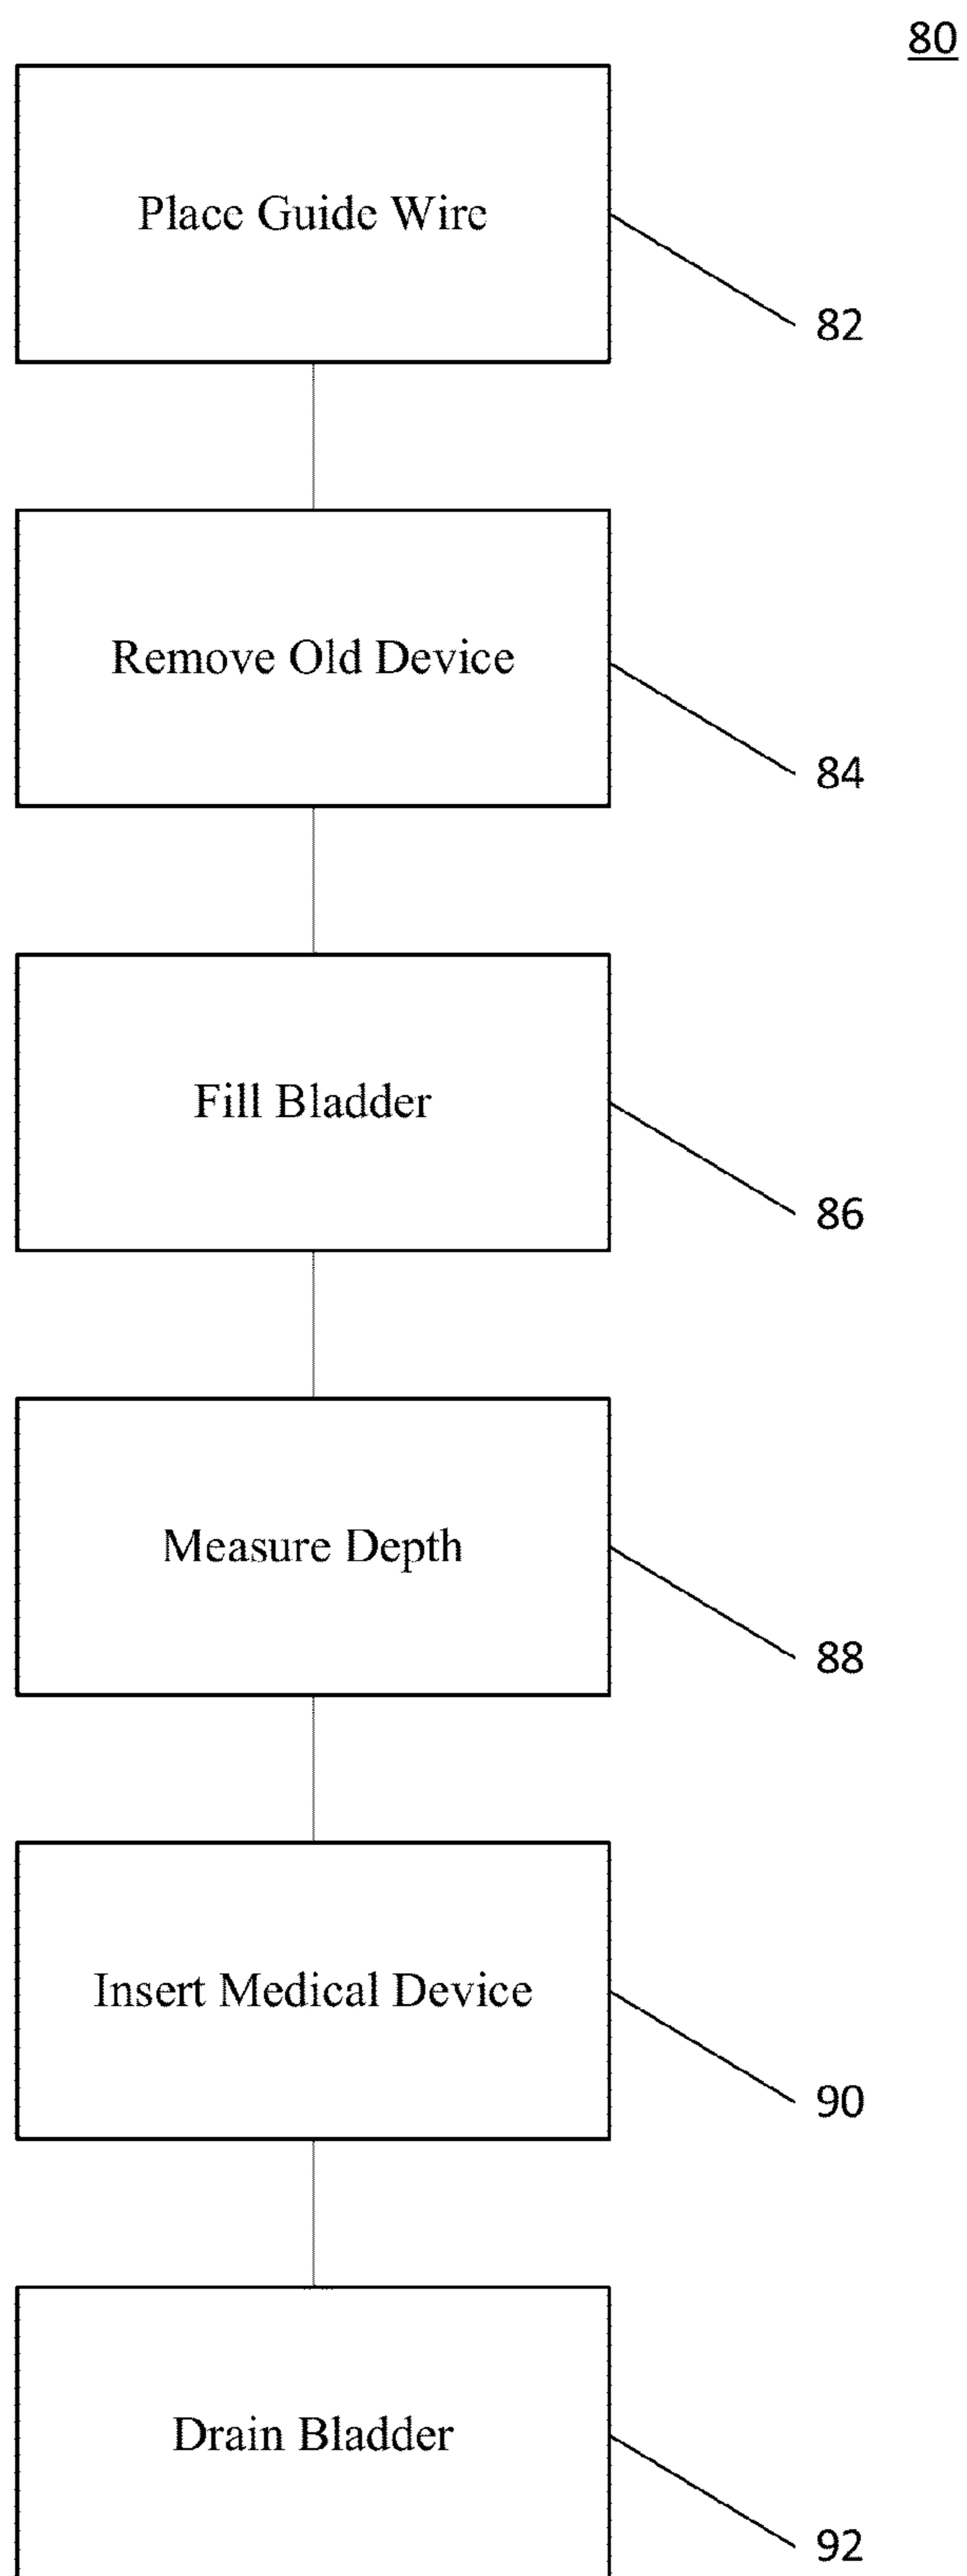 80
Place Guide Wire
82
Remove Old Device
84
Fill Bladder
86
Measure Depth
88
Insert Medical Device
90
Drain Bladder
92